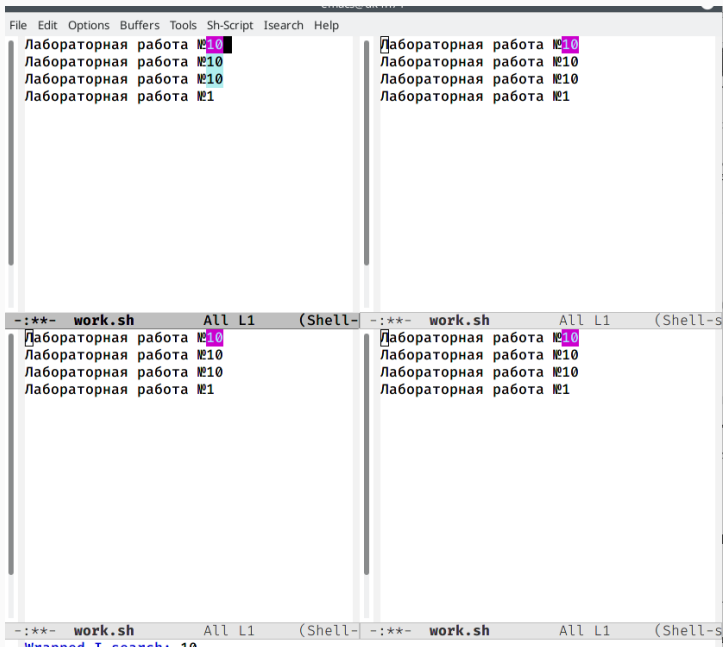 File Edit Options Buffers Tools Sh-Script Isearch Help
Лабораторная работа №10
Лабораторная работа №10
Лабораторная работа №10
Лабораторная работа №1
-:**- work.sh All L1 (Shell-
Лабораторная работа №10
Лабораторная работа №10
Лабораторная работа №10
Лабораторная работа №1
-:**- work.sh All L1 (Shell-s
Лабораторная работа №10
Лабораторная работа №10
Лабораторная работа №10
Лабораторная работа №1
-:**- work.sh All L1 (Shell-
Лабораторная работа №10
Лабораторная работа №10
Лабораторная работа №10
Лабораторная работа №1
-:**- work.sh All L1 (Shell-s
Wrapped I-search: 10